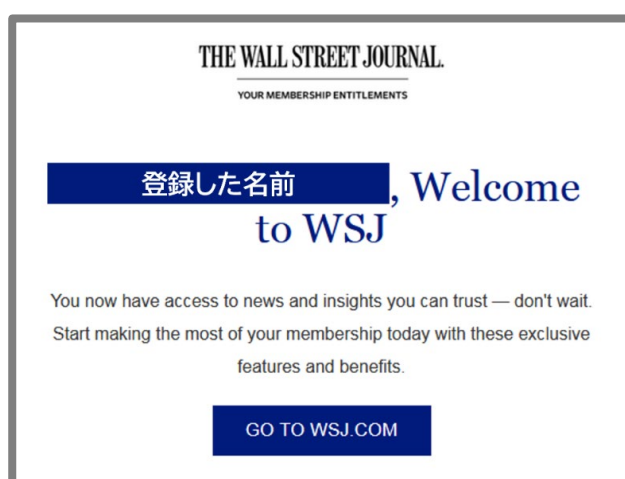 THE WALL STREET JOURNAL.
YOUR MEMBERSHIP ENTITLEMENTS
登録した名前, Welcome
to WSJ
You now have access to news and insights you can trust — don't wait.
Start making the most of your membership today with these exclusive
features and benefits.
GO TO WSJ.COM